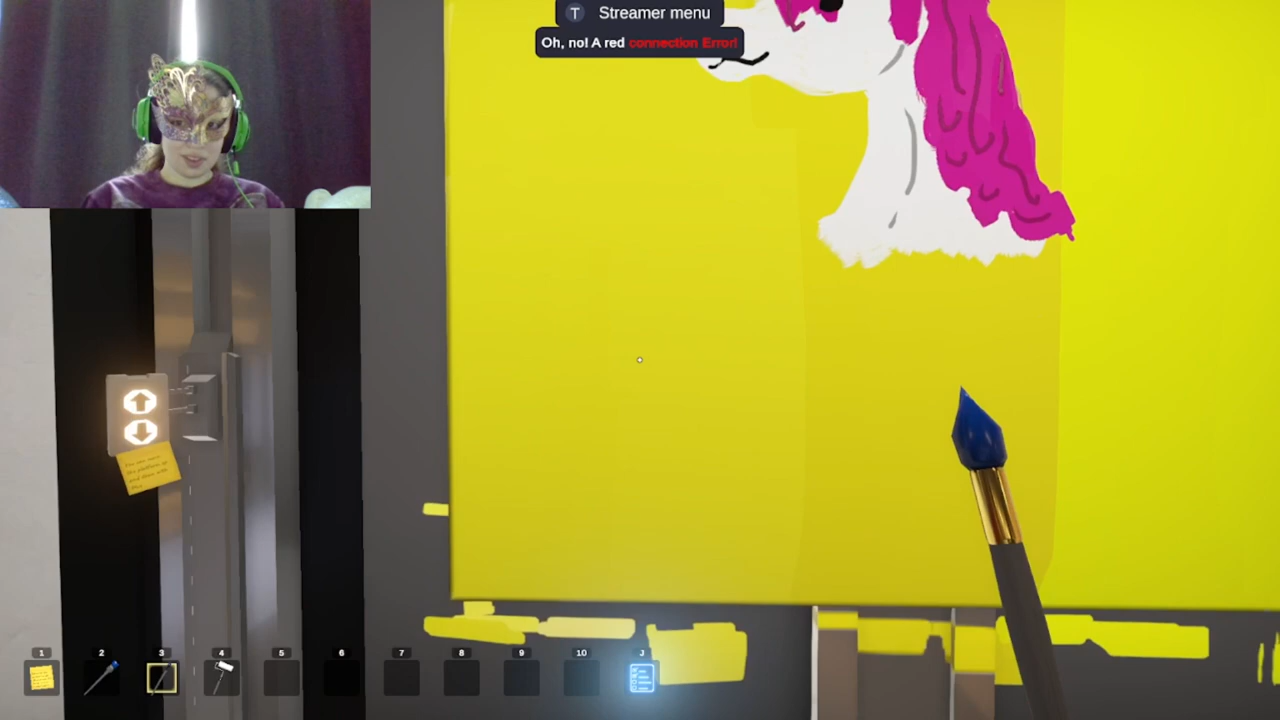 T Streamer menu
Oh, no! A red connection Error!
1 2 3 4 5 6 7 8 9 10 J